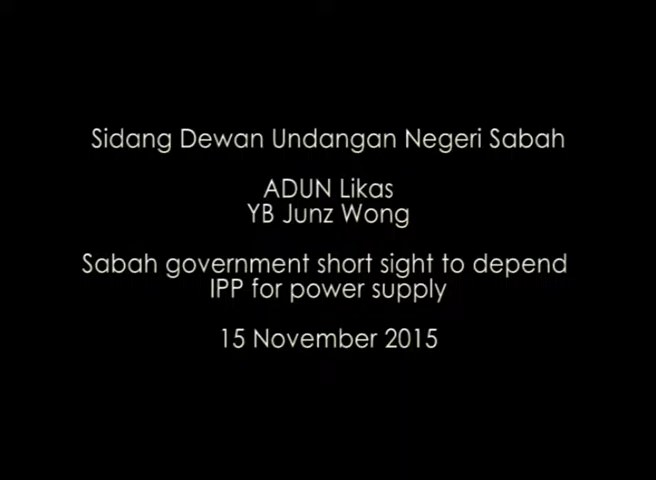 Sidang Dewan Undangan Negeri Sabah
ADUN Likas
YB Junz Wong
Sabah government short sight to depend
IPP for power supply
15 November 2015